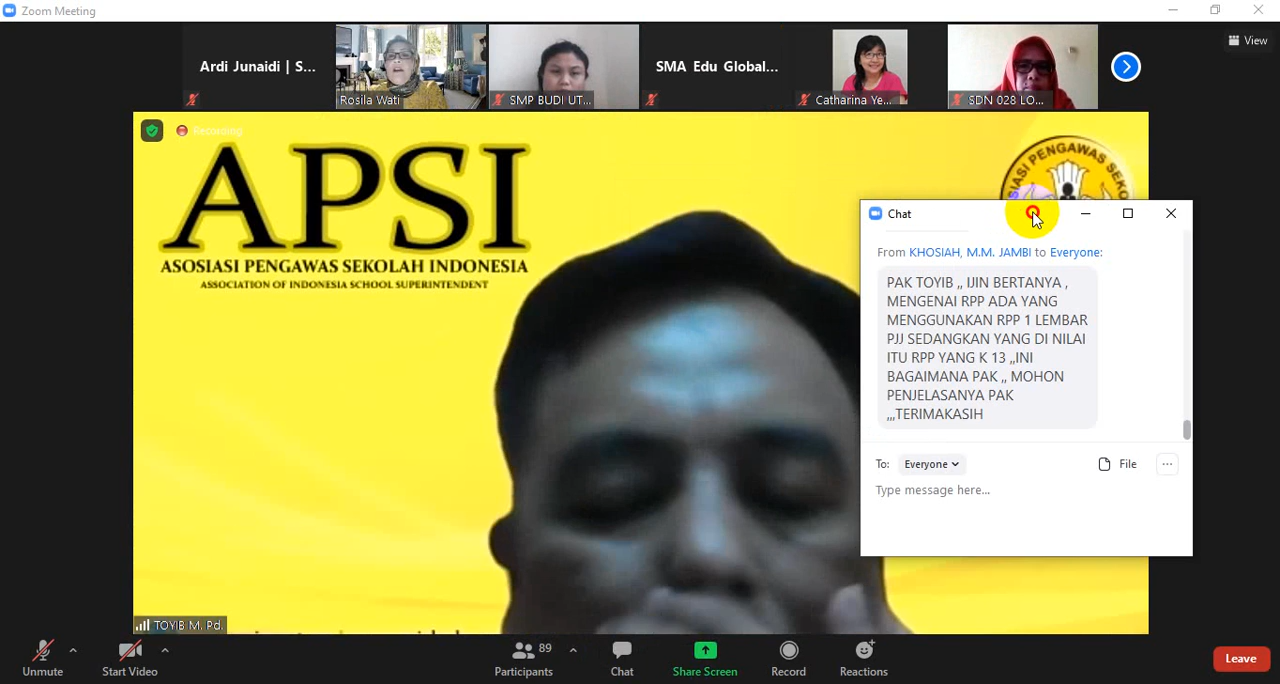 Zoom Meeting
View
Ardi Junaidi | S...
Rosila Wati
SMP BUDI UT...
SMA Edu Global...
Catharina Ye...
SDN 028 LO...
Recording
APSI
ASOSIASI PENGAWAS SEKOLAH INDONESIA
ASSOCIATION OF INDONESIA SCHOOL SUPERINTENDENT
PENGAWAS
Chat
From KHOSIAH, M.M. JAMBI to Everyone:
PAK TOYIB ,, IJIN BERTANYA ,
MENGENAI RPP ADA YANG
MENGGUNAKAN RPP 1 LEMBAR
PJJ SEDANGKAN YANG DI NILAI
ITU RPP YANG K 13 ,,INI
BAGAIMANA PAK ,, MOHON
PENJELASANYA PAK
,,,TERIMAKASIH
To: Everyone
File
Type message here...
TOYIB M. Pd.
Unmute
Start Video
Participants
89
Chat
Share Screen
Record
Reactions
Leave